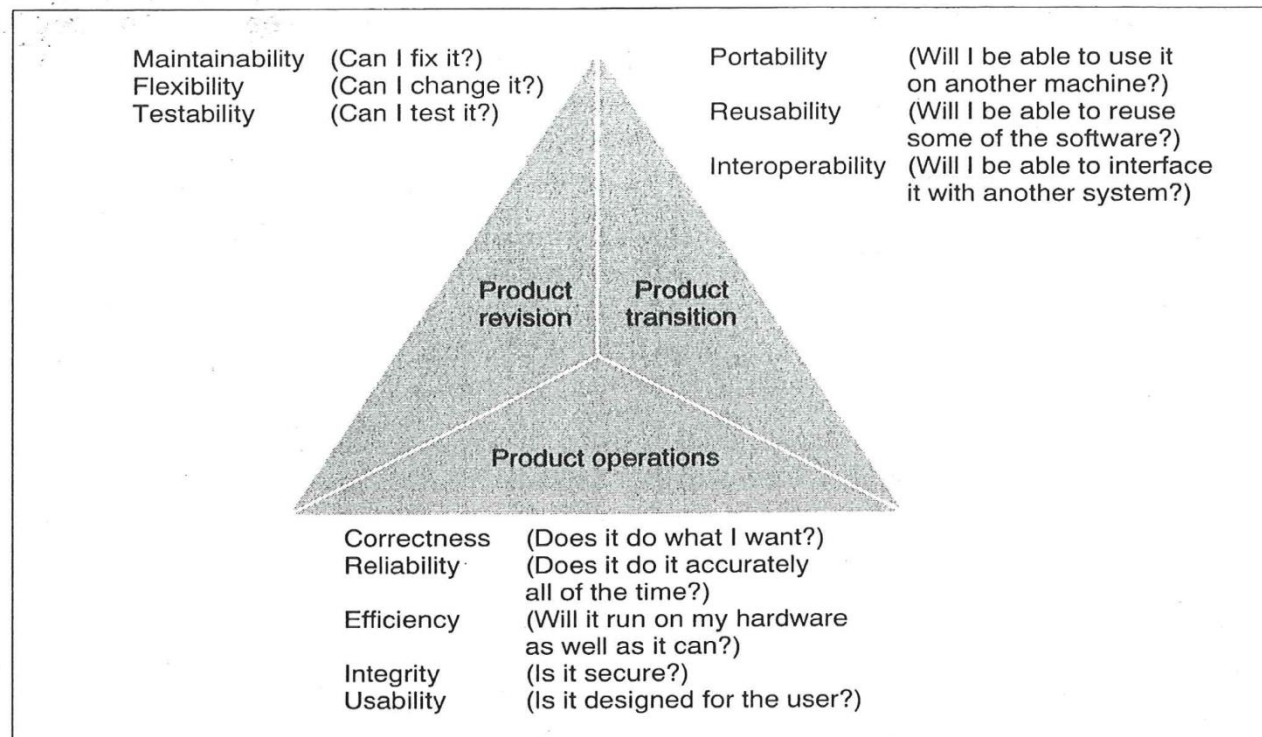 Maintainability (Can I fix it?)
Flexibility (Can I change it?)
Testability (Can I test it?)
Portability (Will I be able to use it
on another machine?)
Reusability (Will I be able to reuse
some of the software?)
Interoperability (Will I be able to interface
it with another system?)
Product
revision
Product
transition
Product operations
Correctness (Does it do what I want?)
Reliability (Does it do it accurately
all of the time?)
Efficiency (Will it run on my hardware
as well as it can?)
Integrity (Is it secure?)
Usability (Is it designed for the user?)